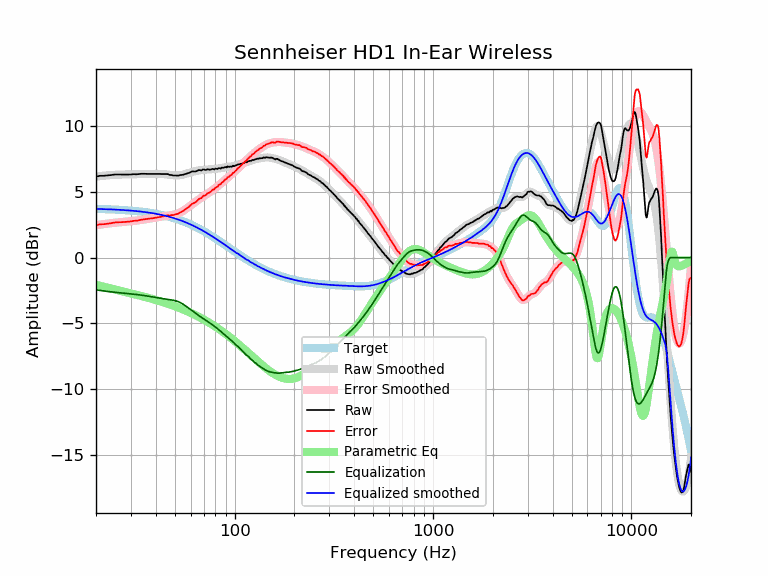 Sennheiser HD1 In-Ear Wireless
10
5
0
−5
−10
−15
Amplitude (dBr)
Target
Raw Smoothed
Error Smoothed
Raw
Error
Parametric Eq
Equalization
Equalized smoothed
100
1000
10000
Frequency (Hz)